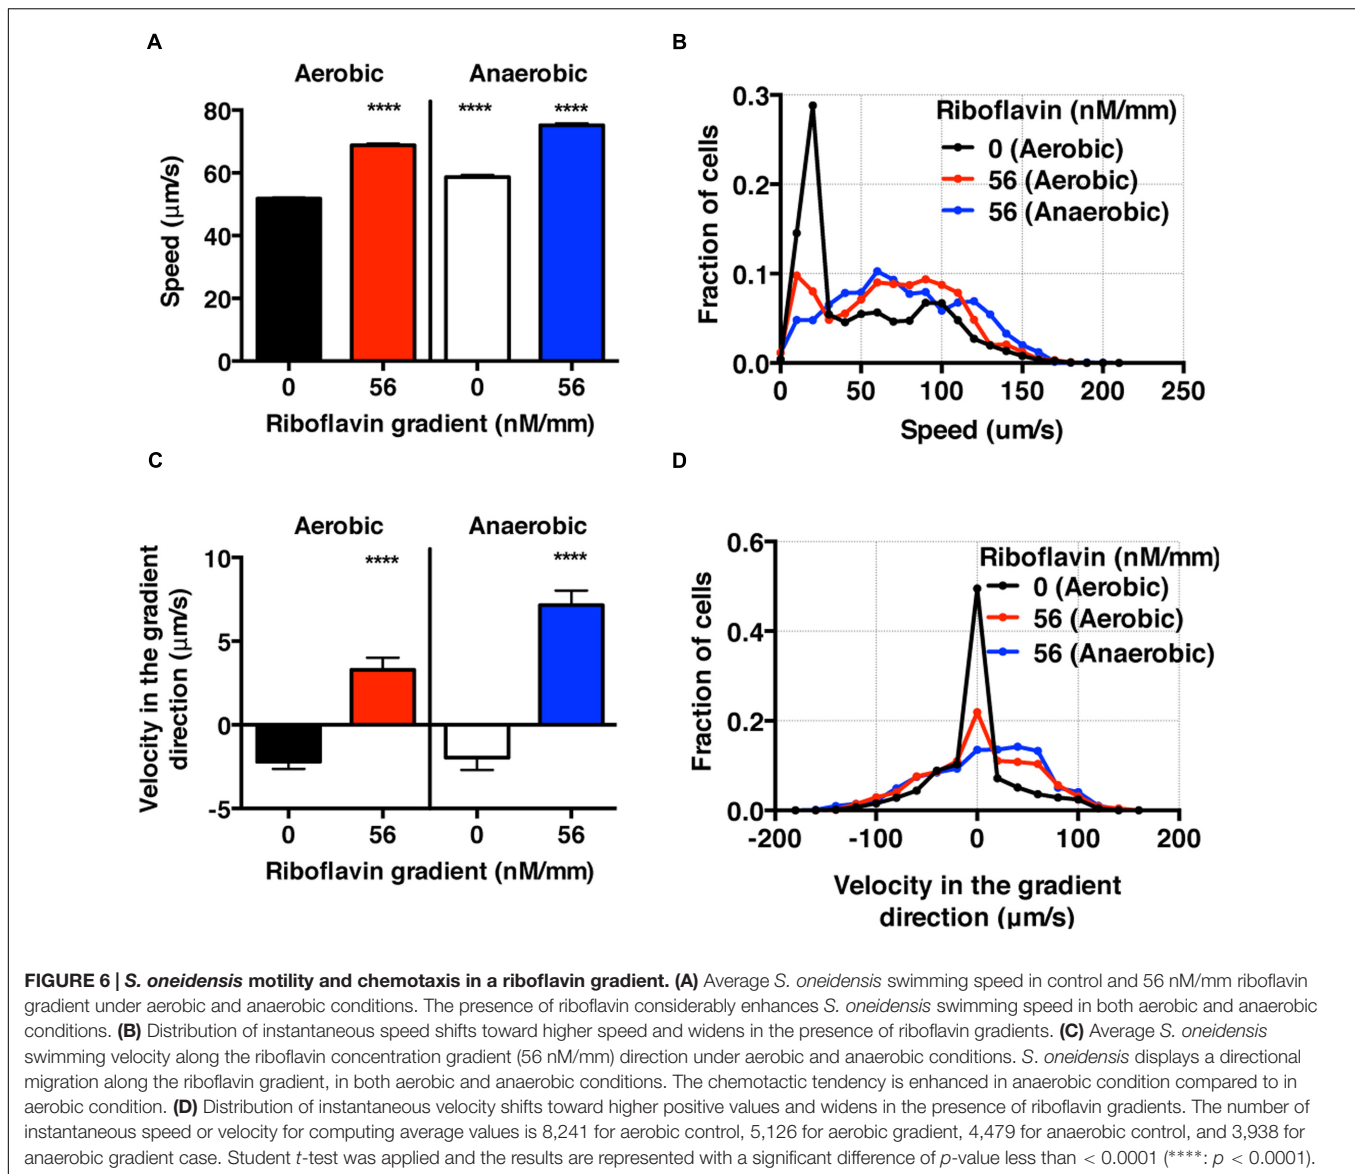 A
Aerobic
Anaerobic
****
****
****
80
60
40
20
0
Speed (μm/s)
0
56
0
56
Riboflavin gradient (nM/mm)
B
Riboflavin (nM/mm)
0 (Aerobic)
56 (Aerobic)
56 (Anaerobic)
0.3
0.2
0.1
0.0
Fraction of cells
0
50
100
150
200
250
Speed (um/s)
C
Aerobic
Anaerobic
****
****
10
5
0
-5
Velocity in the gradient
direction (μm/s)
0
56
0
56
Riboflavin gradient (nM/mm)
D
Riboflavin (nM/mm)
0 (Aerobic)
56 (Aerobic)
56 (Anaerobic)
0.6
0.4
0.2
0.0
Fraction of cells
-200
-100
0
100
200
Velocity in the gradient
direction (μm/s)
FIGURE 6 | S. oneidensis motility and chemotaxis in a riboflavin gradient. (A) Average S. oneidensis swimming speed in control and 56 nM/mm riboflavin
gradient under aerobic and anaerobic conditions. The presence of riboflavin considerably enhances S. oneidensis swimming speed in both aerobic and anaerobic
conditions. (B) Distribution of instantaneous speed shifts toward higher speed and widens in the presence of riboflavin gradients. (C) Average S. oneidensis
swimming velocity along the riboflavin concentration gradient (56 nM/mm) direction under aerobic and anaerobic conditions. S. oneidensis displays a directional
migration along the riboflavin gradient, in both aerobic and anaerobic conditions. The chemotactic tendency is enhanced in anaerobic condition compared to in
aerobic condition. (D) Distribution of instantaneous velocity shifts toward higher positive values and widens in the presence of riboflavin gradients. The number of
instantaneous speed or velocity for computing average values is 8,241 for aerobic control, 5,126 for aerobic gradient, 4,479 for anaerobic control, and 3,938 for
anaerobic gradient case. Student t-test was applied and the results are represented with a significant difference of p-value less than < 0.0001 (****: p < 0.0001).